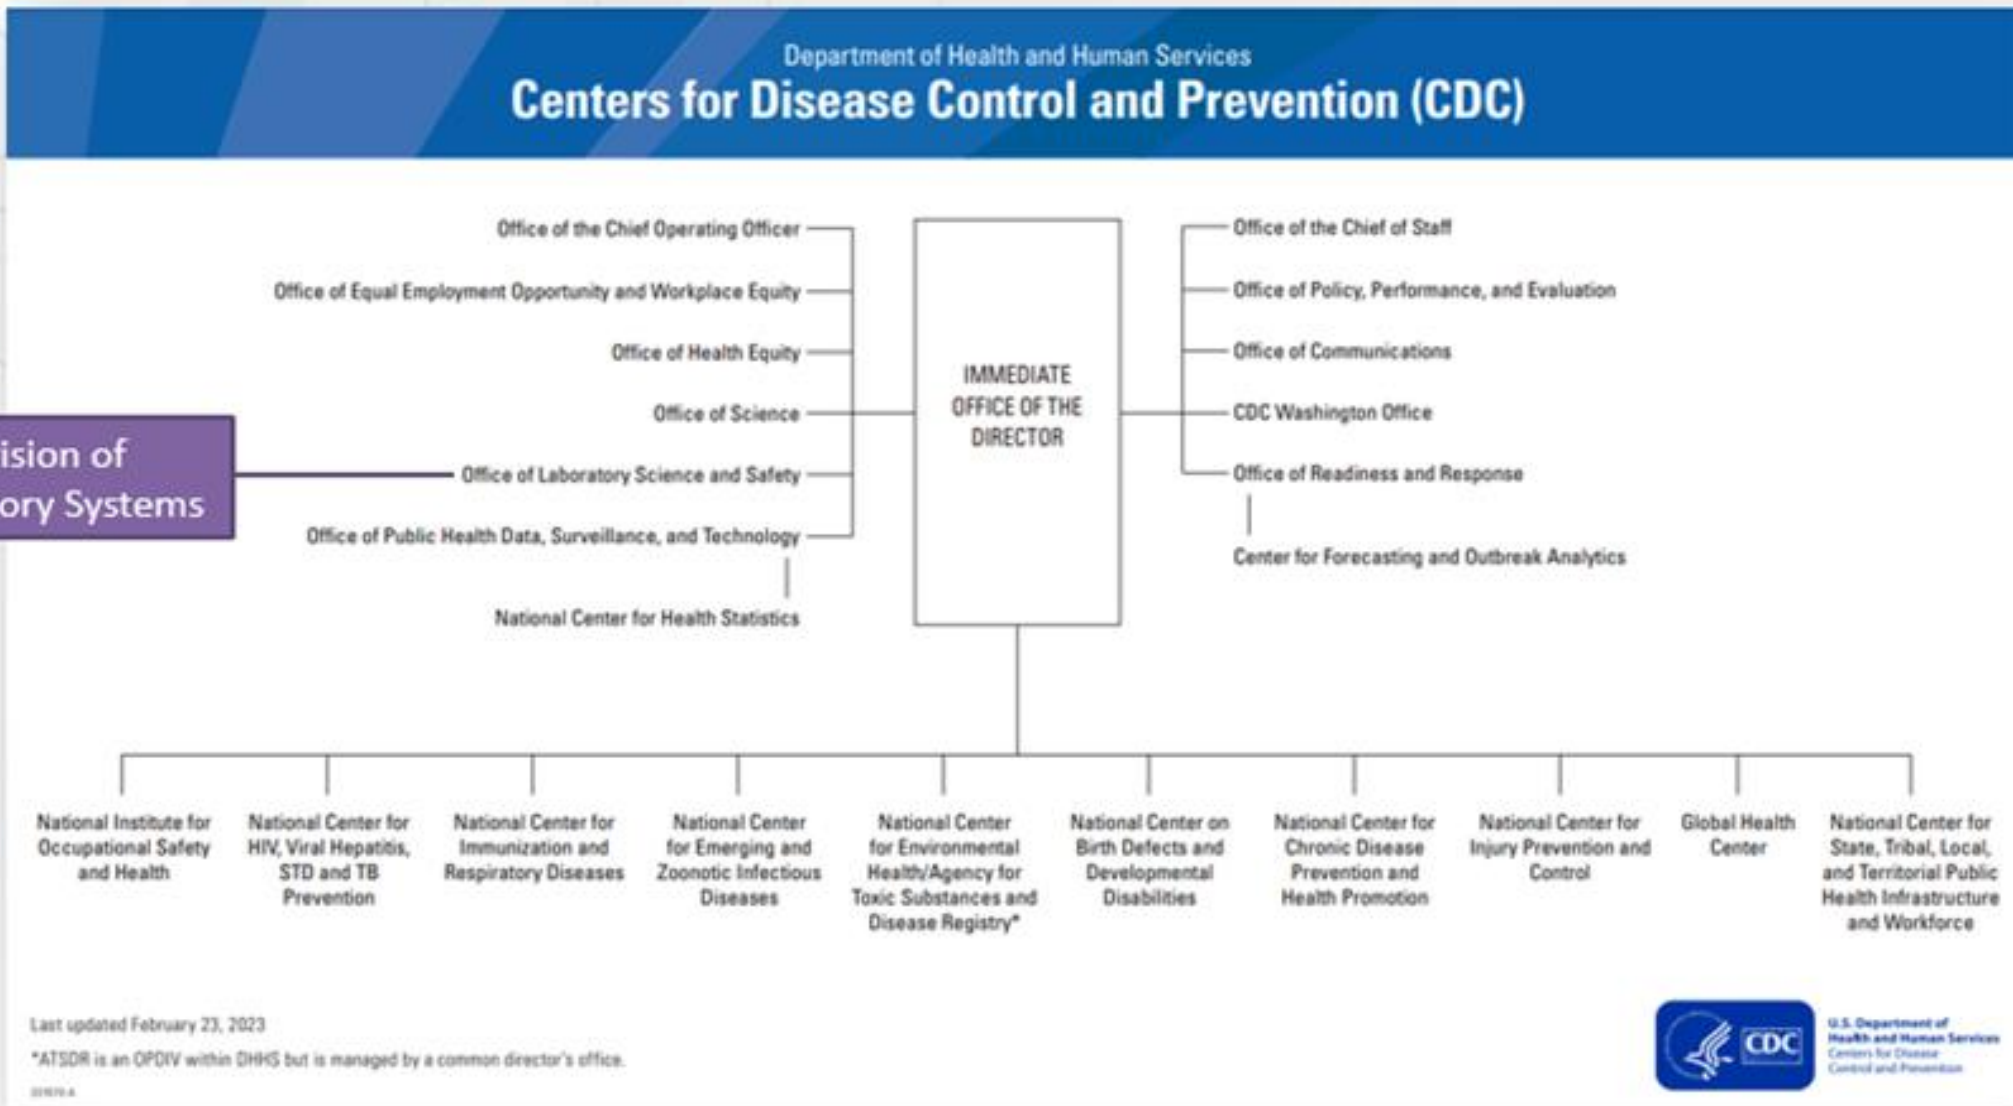 Department of Health and Human Services
Centers for Disease Control and Prevention (CDC)
Office of the Chief Operating Officer
Office of Equal Employment Opportunity and Workplace Equity
Office of Health Equity
Office of Science
Office of Laboratory Science and Safety
Office of Public Health Data, Surveillance, and Technology
National Center for Health Statistics
ision of
ory Systems
IMMEDIATE
OFFICE OF THE
DIRECTOR
Office of the Chief of Staff
Office of Policy, Performance, and Evaluation
Office of Communications
CDC Washington Office
Office of Readiness and Response
Center for Forecasting and Outbreak Analytics
National Institute for
Occupational Safety
and Health
National Center for
HIV, Viral Hepatitis,
STD and TB
Prevention
National Center for
Immunization and
Respiratory Diseases
National Center
for Emerging and
Zoonotic Infectious
Diseases
National Center
for Environmental
Health/Agency for
Toxic Substances and
Disease Registry*
National Center on
Birth Defects and
Developmental
Disabilities
National Center for
Chronic Disease
Prevention and
Health Promotion
National Center for
Injury Prevention and
Control
Global Health
Center
National Center for
State, Tribal, Local,
and Territorial Public
Health Infrastructure
and Workforce
Last updated February 23, 2023
*ATSDR is an OPDIV within DHHS but is managed by a common director's office.
CDC
U.S. Department of
Health and Human Services
Centers for Disease
Control and Prevention